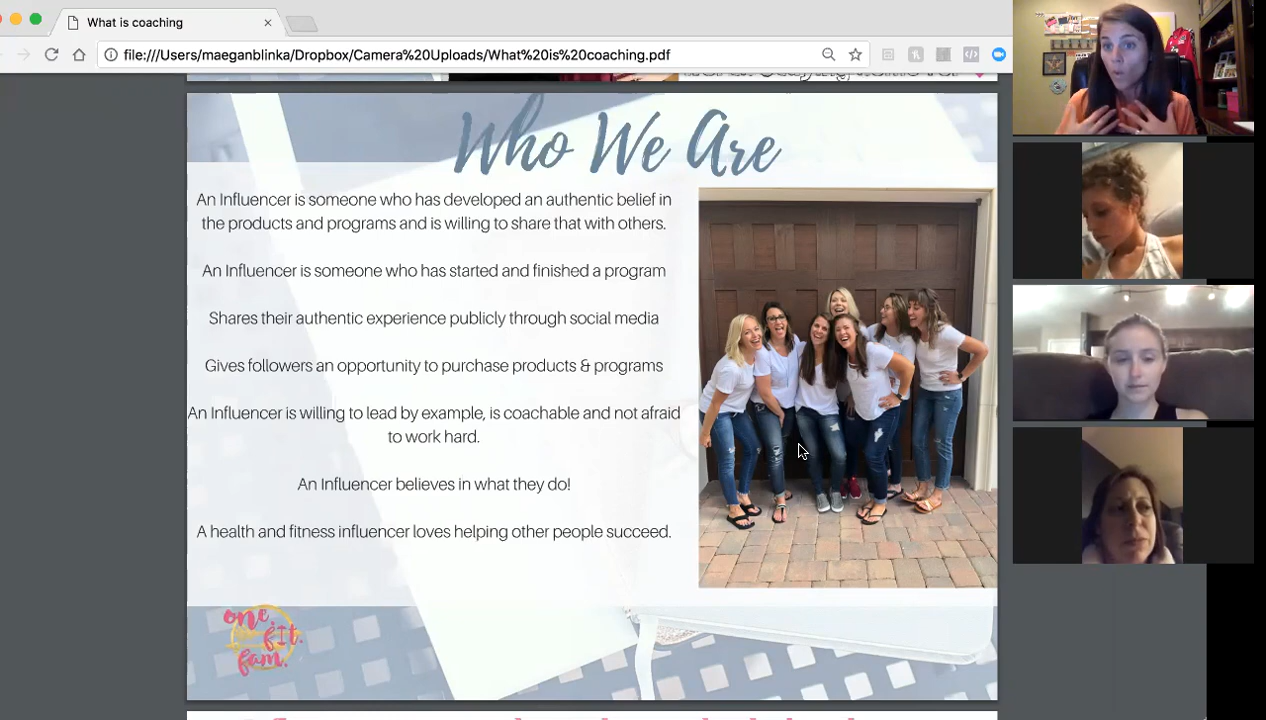 What is coaching
file:///Users/maeganblinka/Dropbox/Camera%20Uploads/What%20is%20coaching.pdf
Who We Are
An Influencer is someone who has developed an authentic belief in
the products and programs and is willing to share that with others.
An Influencer is someone who has started and finished a program
Shares their authentic experience publicly through social media
Gives followers an opportunity to purchase products & programs
An Influencer is willing to lead by example, is coachable and not afraid
to work hard.
An Influencer believes in what they do!
A health and fitness influencer loves helping other people succeed.
one
fit.
fam.